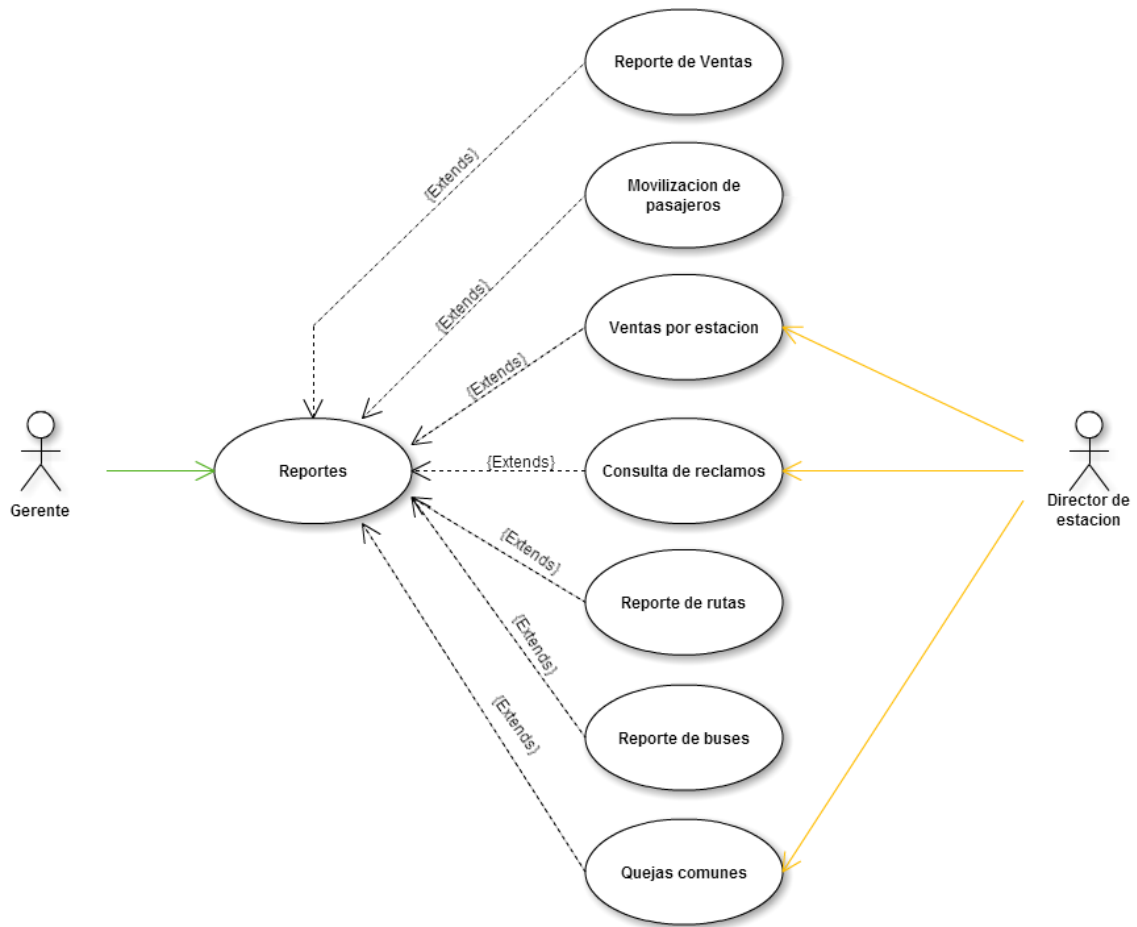 Reporte de Ventas
{Extends}
Movilizacion de
pasajeros
{Extends}
Ventas por estacion
{Extends}
Gerente
Reportes
{Extends}
Consulta de reclamos
Director de
estacion
{Extends}
Reporte de rutas
{Extends}
Reporte de buses
{Extends}
Quejas comunes